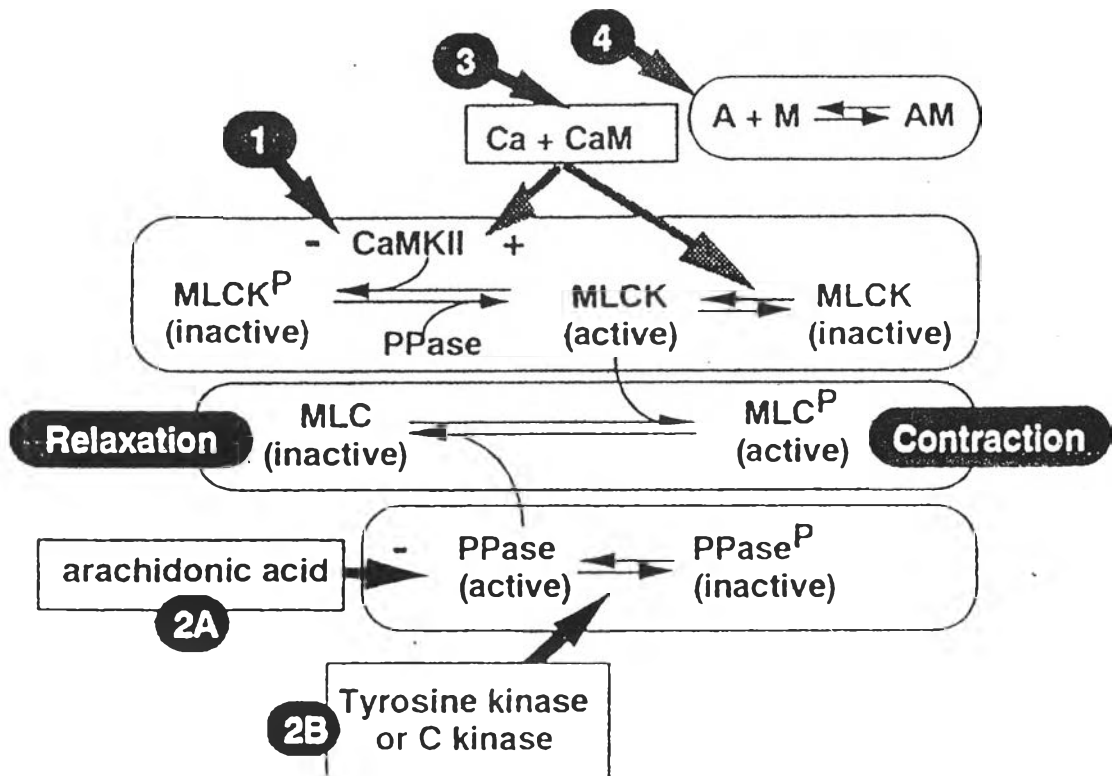 4
3
A + M AM
Ca + CaM
1
- CaMKII +
MLCKP
(inactive)
MLCK
(active)
MLCK
(inactive)
PPase
Relaxation
MLC
(inactive)
MLCP
(active)
Contraction
arachidonic acid
2A
-
PPase
(active)
PPaseP
(inactive)
Tyrosine kinase
or C kinase
2B